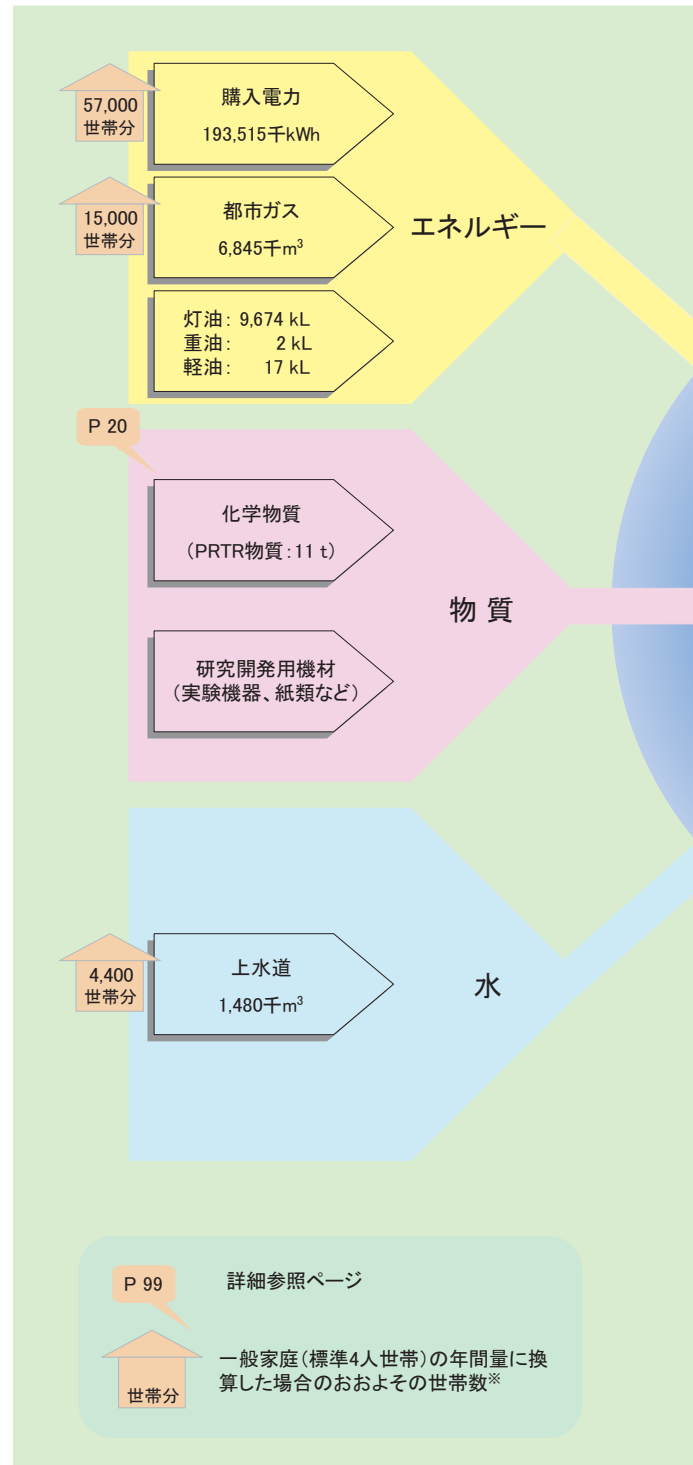 57,000
世帯分
購入電力
193,515千kWh
15,000
世帯分
都市ガス
6,845千m³
エネルギー
灯油： 9,674 kL
重油： 2 kL
軽油： 17 kL
P 20
化学物質
（PRTR物質：11 t）
物 質
研究開発用機材
（実験機器、紙類など）
4,400
世帯分
上水道
1,480千m³
水
P 99
詳細参照ページ
世帯分
一般家庭（標準4人世帯）の年間量に換
算した場合のおおよその世帯数※